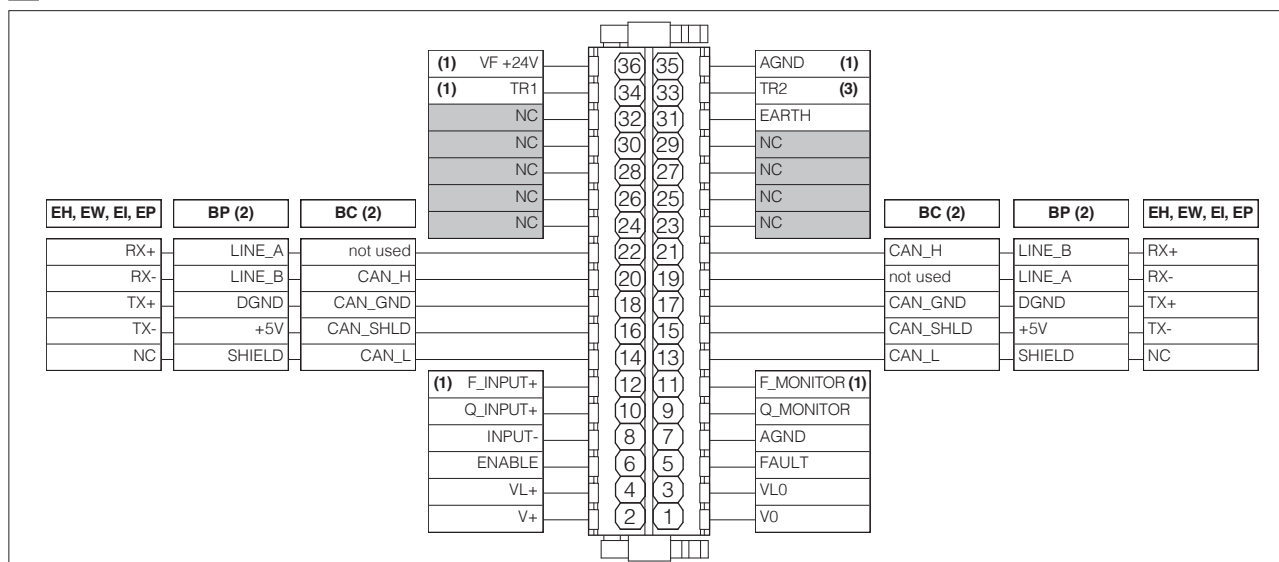 (1) VF +24V 36 35 AGND (1)
(1) TR1 34 33 TR2 (3)
NC 32 31 EARTH
NC 30 29 NC
NC 28 27 NC
NC 26 25 NC
NC 24 23 NC
EH, EW, EI, EP BP (2) BC (2) BC (2) BP (2) EH, EW, EI, EP
RX+ LINE_A not used 22 21 CAN_H LINE_B RX+
RX- LINE_B CAN_H 20 19 not used LINE_A RX-
TX+ DGND CAN_GND 18 17 CAN_GND DGND TX+
TX- +5V CAN_SHLD 16 15 CAN_SHLD +5V TX-
NC SHIELD CAN_L 14 13 CAN_L SHIELD NC
(1) F_INPUT+ 12 11 F_MONITOR (1)
Q_INPUT+ 10 9 Q_MONITOR
INPUT- 8 7 AGND
ENABLE 6 5 FAULT
VL+ 4 3 VL0
V+ 2 1 V0